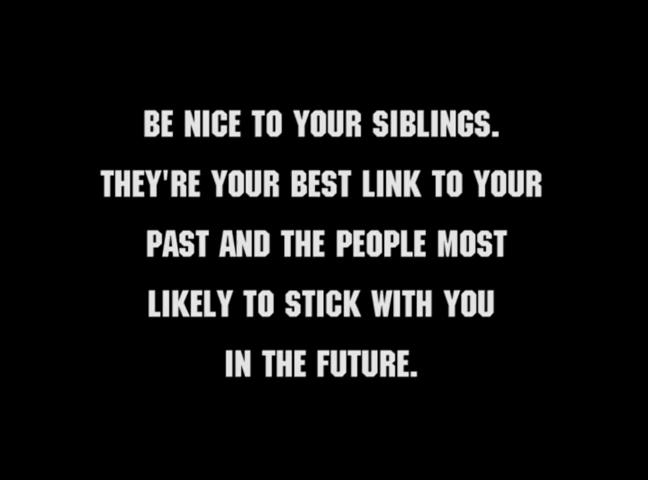 BE NICE TO YOUR SIBLINGS.
THEY'RE YOUR BEST LINK TO YOUR
PAST AND THE PEOPLE MOST
LIKELY TO STICK WITH YOU
IN THE FUTURE.